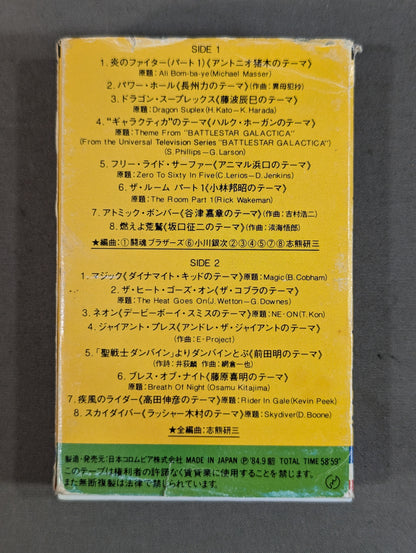 SIDE 1
1. 炎のファイター(パート1)《アントニオ猪木のテーマ》
原題：Ali Bom-ba-ye(Michael Masser)
2. パワー・ホール《長州力のテーマ》(作曲：異母犯抄)
3. ドラゴン・スープレックス《藤波辰巳のテーマ》
原題：Dragon Suplex(H.Kato−K.Harada)
4. “ギャラクティカ”のテーマ《ハルク・ホーガンのテーマ》
原題：Theme From "BATTLESTAR GALACTICA"
(From the Universal Television Series "BATTLESTAR GALACTICA")
(S.Phillips−G.Larson)
5. フリー・ライド・サーファー《アニマル浜口のテーマ》
原題：Zero To Sixty In Five(C.Lerios−D.Jenkins)
6. ザ・ルーム パート1《小林邦昭のテーマ》
原題：The Room Part 1(Rick Wakeman)
7. アトミック・ボンバー《谷津嘉章のテーマ》(作曲：吉村浩二)
8. 燃えよ荒鷲《坂口征二のテーマ》(作曲：淡海悟郎)
★編曲：①闘魂ブラザーズ⑥小川銀次②③④⑤⑦⑧志熊研三
SIDE 2
1. マジック《ダイナマイト・キッドのテーマ》原題：Magic(B.Cobham)
2. ザ・ヒート・ゴーズ・オン《ザ・コブラのテーマ》
原題：The Heat Goes On(J.Wetton−G.Downes)
3. ネオン《デービーボーイ・スミスのテーマ》原題：NE・ON(T.Kon)
4. ジャイアント・プレス《アンドレ・ザ・ジャイアントのテーマ》
(作曲：E-Project)
5. 「聖戦士ダンバイン」よりダンバインとぶ《前田明のテーマ》
(作詩：井荻麟 作曲：網倉一也)
6. ブレス・オブ・ナイト《藤原喜明のテーマ》
原題：Breath Of Night(Osamu Kitajima)
7. 疾風のライダー《高田伸彦のテーマ》原題：Rider In Gale(Kevin Peek)
8. スカイダイバー《ラッシャー木村のテーマ》原題：Skydiver(D.Boone)
★全編曲：志熊研三
製造・発売元：日本コロムビア株式会社 MADE IN JAPAN Ⓟ'84.9 TOTAL TIME 58'59"
このテープは権利者の許諾なく賃貸業に使用することを禁じます。
また無断複製は法律で禁じられています。